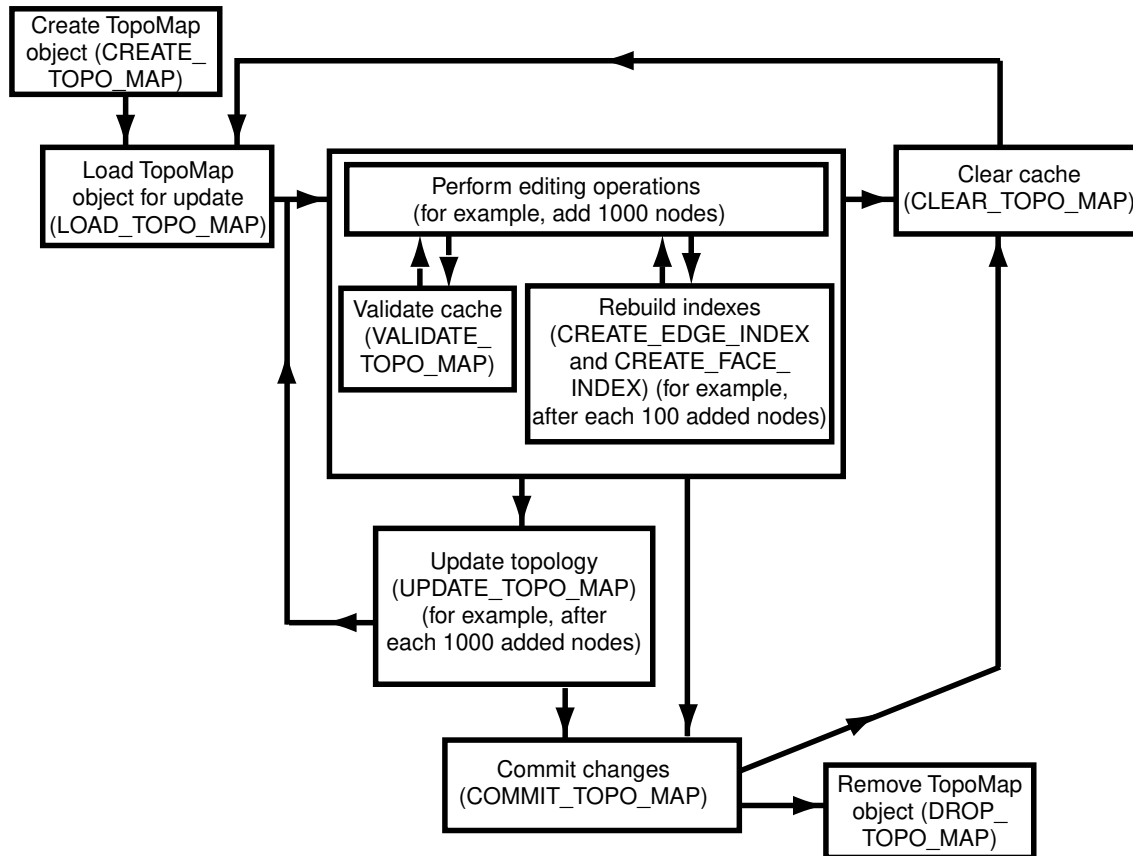 Create TopoMap
object (CREATE_
TOPO_MAP)
Load TopoMap
object for update
(LOAD_TOPO_MAP)
Perform editing operations
(for example, add 1000 nodes)
Clear cache
(CLEAR_TOPO_MAP)
Validate cache
(VALIDATE_
TOPO_MAP)
Rebuild indexes
(CREATE_EDGE_INDEX
and CREATE_FACE_
INDEX) (for example,
after each 100 added nodes)
Update topology
(UPDATE_TOPO_MAP)
(for example, after
each 1000 added nodes)
Commit changes
(COMMIT_TOPO_MAP)
Remove TopoMap
object (DROP_
TOPO_MAP)